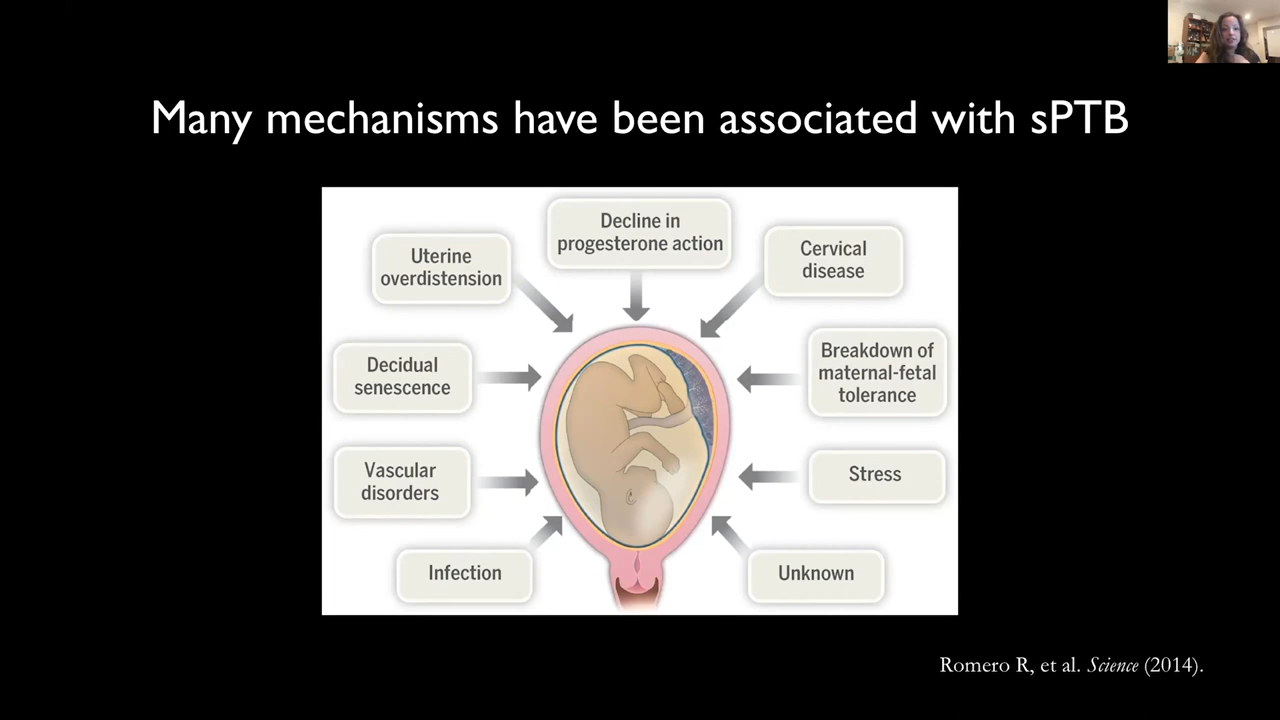 Many mechanisms have been associated with sPTB
Decline in
progesterone action
Uterine
overdistension
Cervical
disease
Decidual
senescence
Breakdown of
maternal-fetal
tolerance
Vascular
disorders
Stress
Infection
Unknown
Romero R, et al. Science (2014).